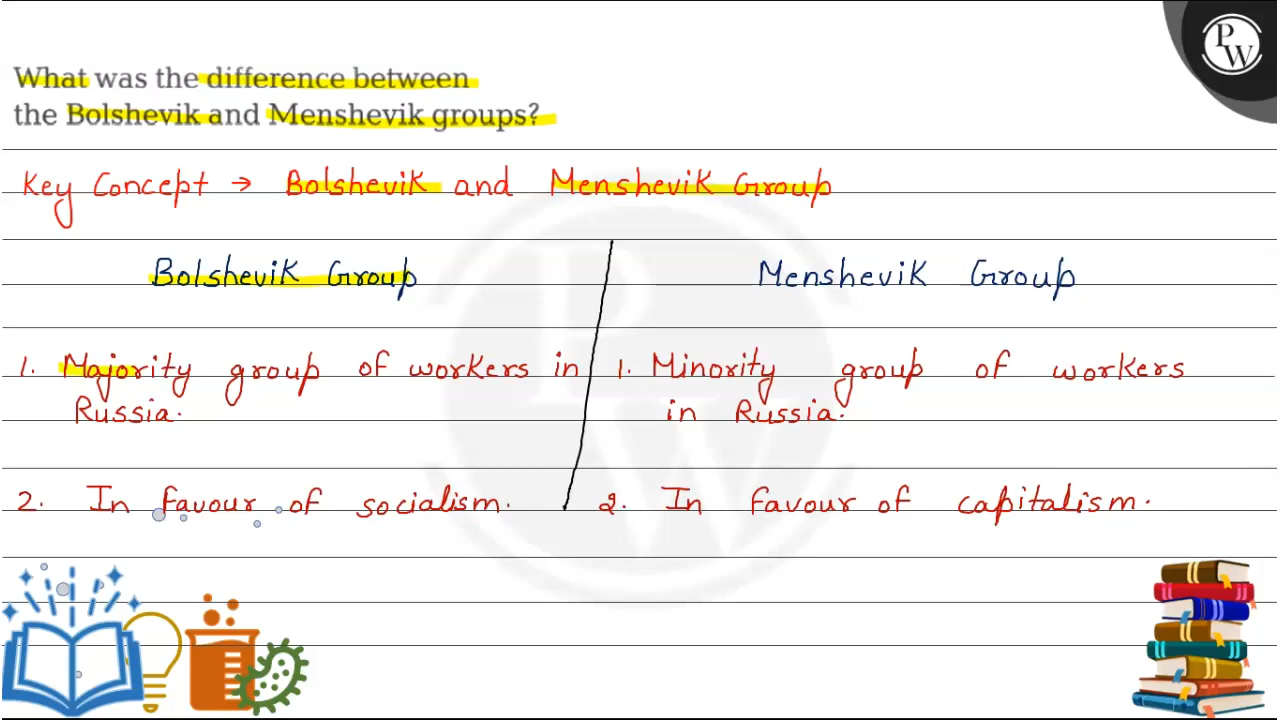 PW
What was the difference between
the Bolshevik and Menshevik groups?
Key Concept → Bolshevik and Menshevik Group
Bolshevik Group
Menshevik Group
1. Majority group of workers in
Russia.
1. Minority group of workers
in Russia.
2. In favour of socialism.
2. In favour of capitalism.